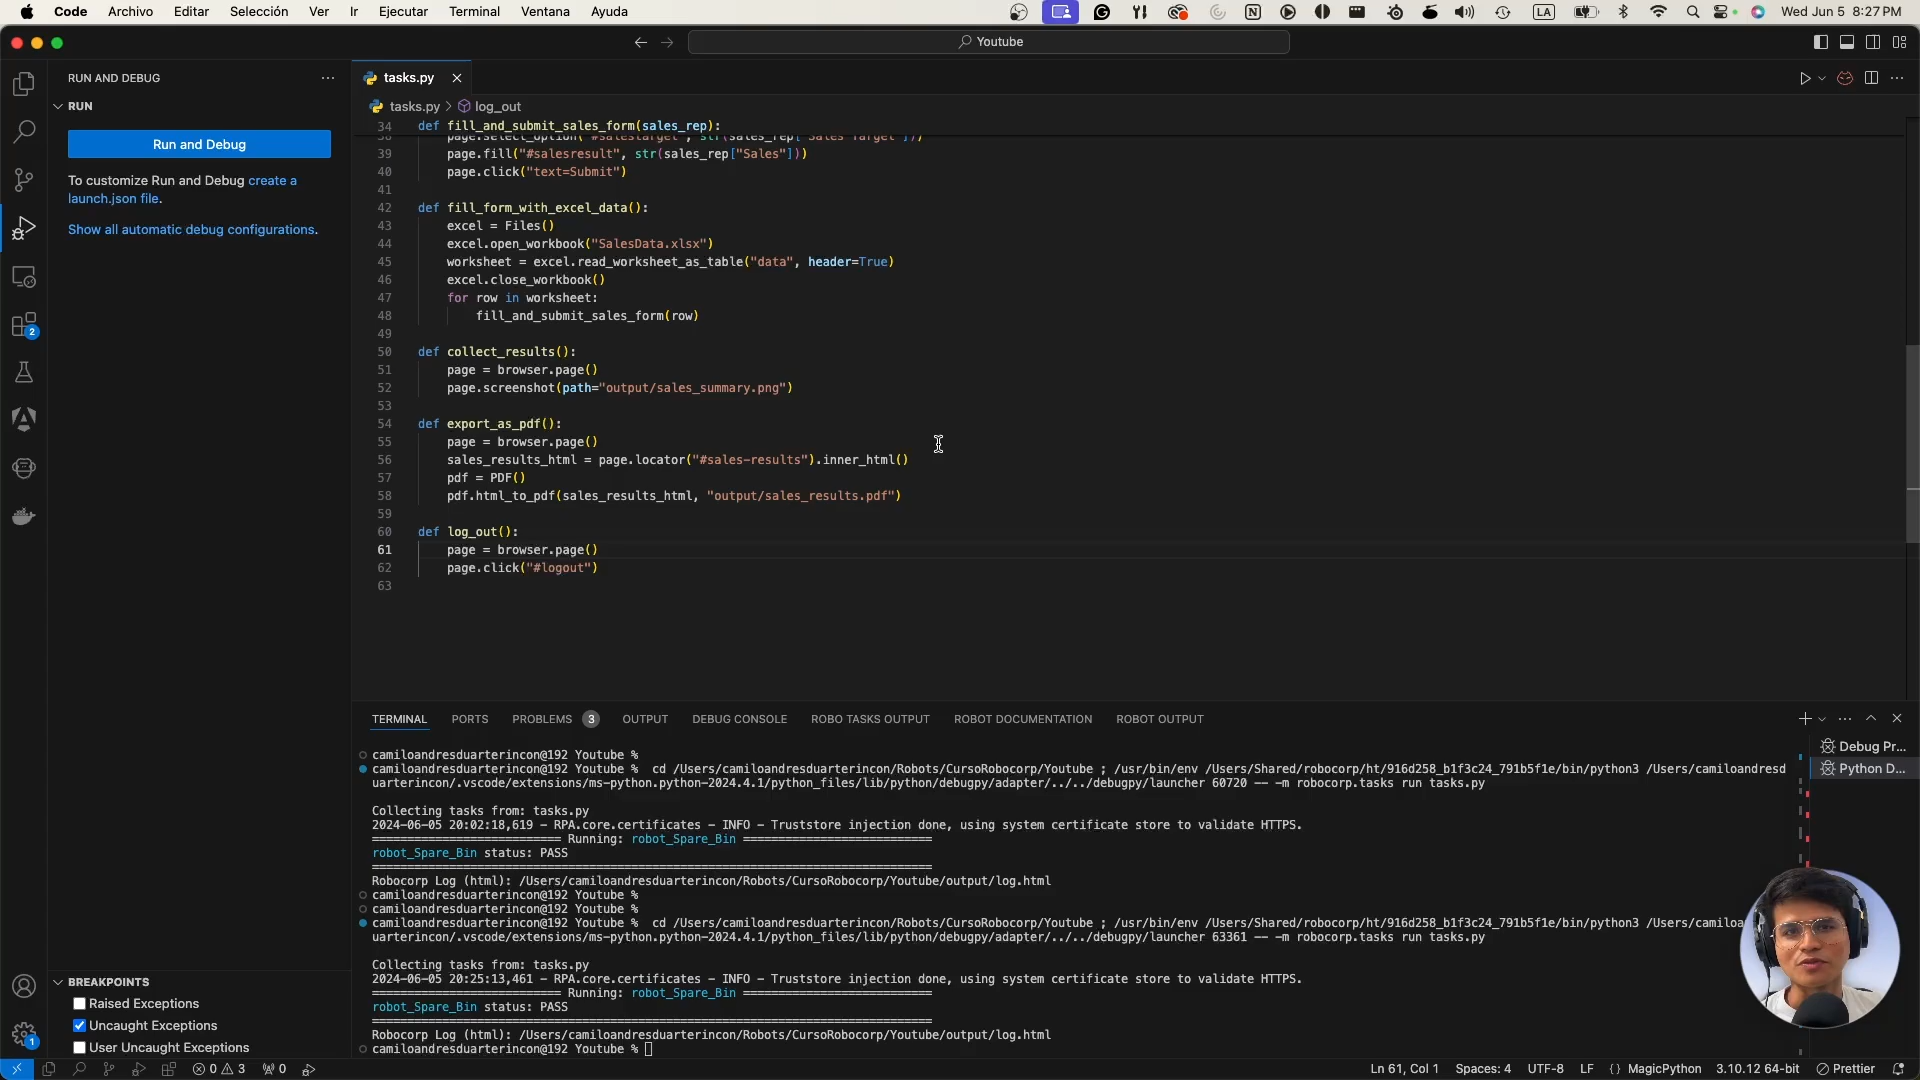 Code Archivo Editar Selección Ver Ir Ejecutar Terminal Ventana Ayuda LA Wed Jun 5 8:27 PM
Youtube
RUN AND DEBUG
tasks.py
RUN
tasks.py > log_out
Run and Debug
To customize Run and Debug create a
launch.json file.
Show all automatic debug configurations.
34 def fill_and_submit_sales_form(sales_rep):
39 page.fill("#salesresult", str(sales_rep["Sales"]))
40 page.click("text=Submit")
41
42 def fill_form_with_excel_data():
43 excel = Files()
44 excel.open_workbook("SalesData.xlsx")
45 worksheet = excel.read_worksheet_as_table("data", header=True)
46 excel.close_workbook()
47 for row in worksheet:
48 fill_and_submit_sales_form(row)
49
50 def collect_results():
51 page = browser.page()
52 page.screenshot(path="output/sales_summary.png")
53
54 def export_as_pdf():
55 page = browser.page()
56 sales_results_html = page.locator("#sales-results").inner_html()
57 pdf = PDF()
58 pdf.html_to_pdf(sales_results_html, "output/sales_results.pdf")
59
60 def log_out():
61 page = browser.page()
62 page.click("#logout")
63
TERMINAL PORTS PROBLEMS 3 OUTPUT DEBUG CONSOLE ROBO TASKS OUTPUT ROBOT DOCUMENTATION ROBOT OUTPUT
Debug Pr...
Python D...
camiloandresduarterincon@192 Youtube %
camiloandresduarterincon@192 Youtube % cd /Users/camiloandresduarterincon/Robots/CursoRobocorp/Youtube ; /usr/bin/env /Users/Shared/robocorp/ht/916d258_b1f3c24_791b5f1e/bin/python3 /Users/camiloandresd
uarterincon/.vscode/extensions/ms-python.python-2024.4.1/python_files/lib/python/debugpy/adapter/../../debugpy/launcher 60720 -- -m robocorp.tasks run tasks.py
Collecting tasks from: tasks.py
2024-06-05 20:02:18,619 - RPA.core.certificates - INFO - Truststore injection done, using system certificate store to validate HTTPS.
=========================== Running: robot_Spare_Bin ===========================
robot_Spare_Bin status: PASS
================================================================================
Robocorp Log (html): /Users/camiloandresduarterincon/Robots/CursoRobocorp/Youtube/output/log.html
camiloandresduarterincon@192 Youtube %
camiloandresduarterincon@192 Youtube %
camiloandresduarterincon@192 Youtube % cd /Users/camiloandresduarterincon/Robots/CursoRobocorp/Youtube ; /usr/bin/env /Users/Shared/robocorp/ht/916d258_b1f3c24_791b5f1e/bin/python3 /Users/camiloa
uarterincon/.vscode/extensions/ms-python.python-2024.4.1/python_files/lib/python/debugpy/adapter/../../debugpy/launcher 63361 -- -m robocorp.tasks run tasks.py
Collecting tasks from: tasks.py
2024-06-05 20:25:13,461 - RPA.core.certificates - INFO - Truststore injection done, using system certificate store to validate HTTPS.
=========================== Running: robot_Spare_Bin ===========================
robot_Spare_Bin status: PASS
================================================================================
Robocorp Log (html): /Users/camiloandresduarterincon/Robots/CursoRobocorp/Youtube/output/log.html
camiloandresduarterincon@192 Youtube %
2
1
BREAKPOINTS
Raised Exceptions
Uncaught Exceptions
User Uncaught Exceptions
0 3 0 Ln 61, Col 1 Spaces: 4 UTF-8 LF {} MagicPython 3.10.12 64-bit Prettier